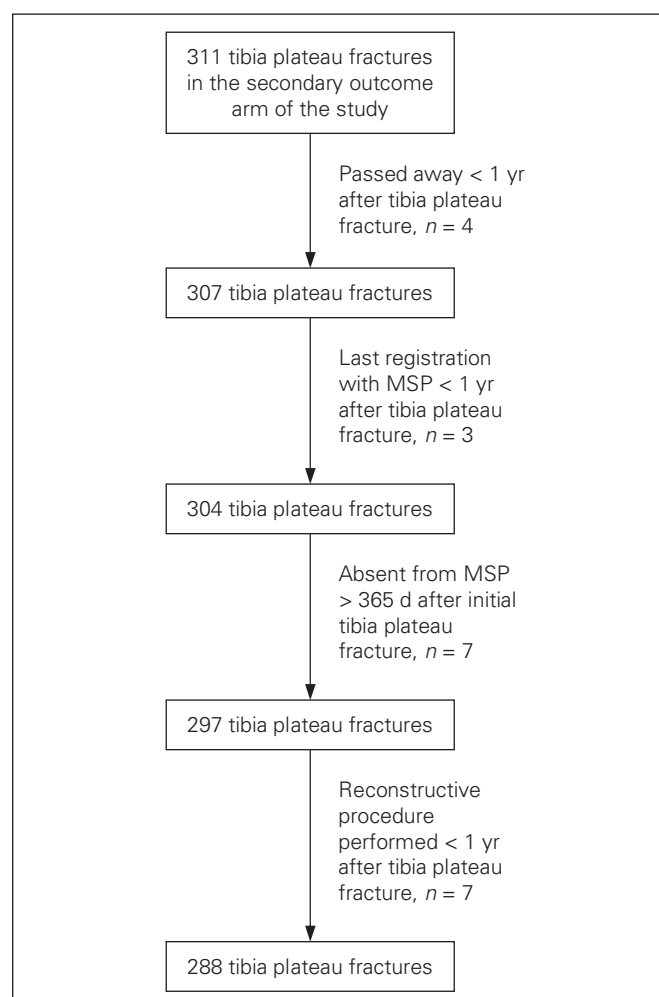 311 tibia plateau fractures
in the secondary outcome
arm of the study
Passed away < 1 yr
after tibia plateau
fracture, n = 4
307 tibia plateau fractures
Last registration
with MSP < 1 yr
after tibia plateau
fracture, n = 3
304 tibia plateau fractures
Absent from MSP
> 365 d after initial
tibia plateau
fracture, n = 7
297 tibia plateau fractures
Reconstructive
procedure
performed < 1 yr
after tibia plateau
fracture, n = 7
288 tibia plateau fractures